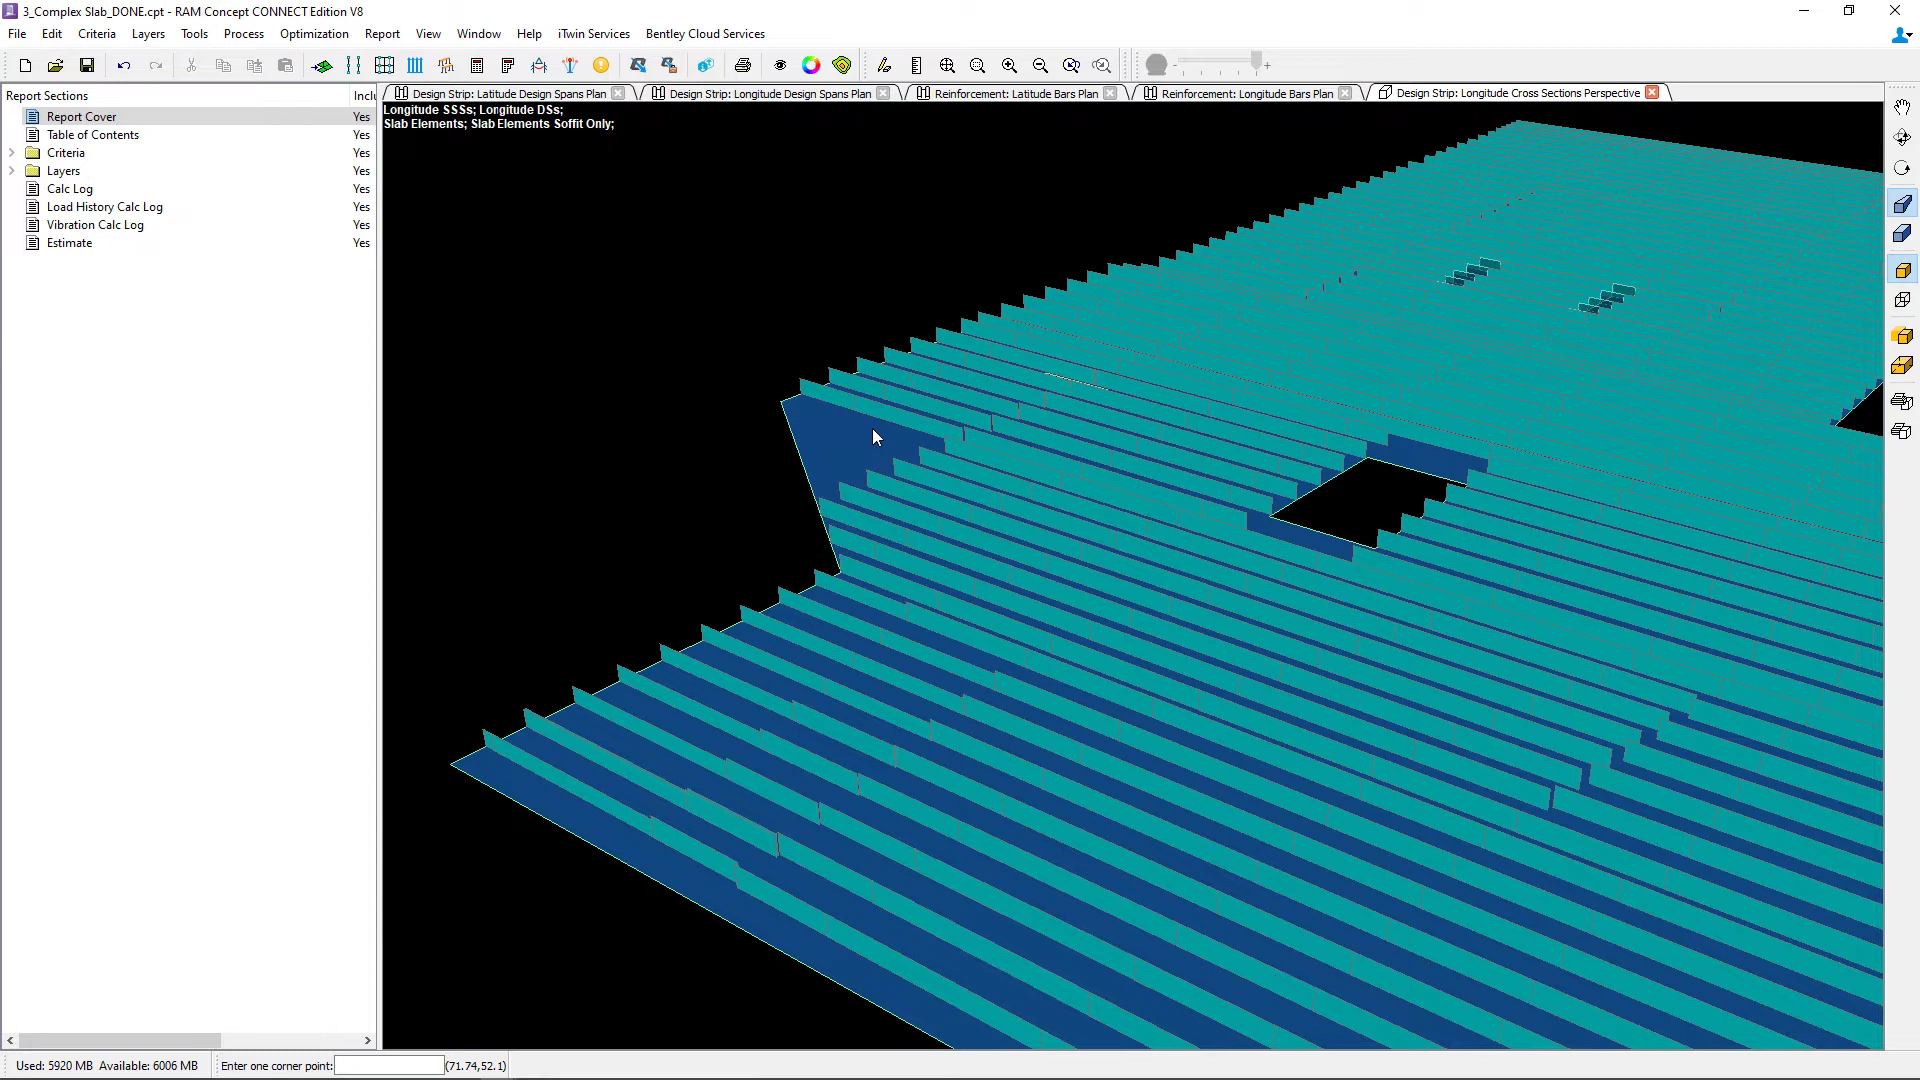 3_Complex Slab_DONE.cpt - RAM Concept CONNECT Edition V8
File Edit Criteria Layers Tools Process Optimization Report View Window Help iTwin Services Bentley Cloud Services
Report Sections Inclu
Report Cover Yes
Table of Contents Yes
Criteria Yes
Layers Yes
Calc Log Yes
Load History Calc Log Yes
Vibration Calc Log Yes
Estimate Yes
Design Strip: Latitude Design Spans Plan Design Strip: Longitude Design Spans Plan Reinforcement: Latitude Bars Plan Reinforcement: Longitude Bars Plan Design Strip: Longitude Cross Sections Perspective
Longitude SSSs; Longitude DSs;
Slab Elements; Slab Elements Soffit Only;
Used: 5920 MB Available: 6006 MB Enter one corner point: (71.74,52.1)